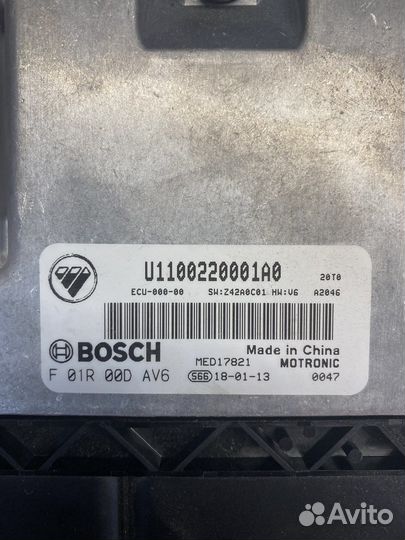 U1100220001A0 20T0
ECU-000-00 SW:Z42A0C01 HW:V6 A2046
BOSCH MED17821 Made in China MOTRONIC
F 01R 00D AV6 566 18-01-13 0047
Avito